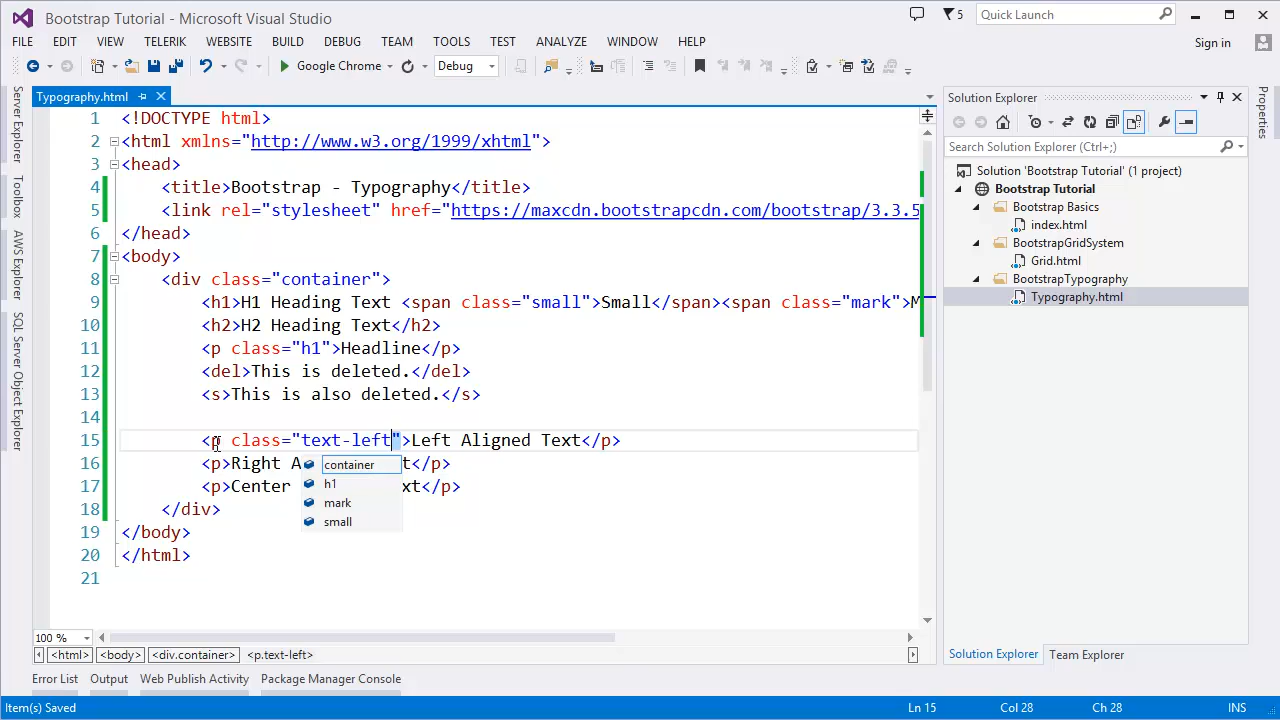 Bootstrap Tutorial - Microsoft Visual Studio
5
Quick Launch
FILE EDIT VIEW TELERIK WEBSITE BUILD DEBUG TEAM TOOLS TEST ANALYZE WINDOW HELP
Sign in
Google Chrome
Debug
Server Explorer
Toolbox
AWS Explorer
SQL Server Object Explorer
Typography.html
1 <!DOCTYPE html>
2 <html xmlns="http://www.w3.org/1999/xhtml">
3 <head>
4 <title>Bootstrap - Typography</title>
5 <link rel="stylesheet" href="https://maxcdn.bootstrapcdn.com/bootstrap/3.3.5
6 </head>
7 <body>
8 <div class="container">
9 <h1>H1 Heading Text <span class="small">Small</span><span class="mark">M
10 <h2>H2 Heading Text</h2>
11 <p class="h1">Headline</p>
12 <del>This is deleted.</del>
13 <s>This is also deleted.</s>
14
15 <p class="text-left">Left Aligned Text</p>
16 <p>Right A t</p>
17 <p>Center xt</p>
18 </div>
19 </body>
20 </html>
21
container
h1
mark
small
100 %
<html> <body> <div.container> <p.text-left>
Error List Output Web Publish Activity Package Manager Console
Solution Explorer
Search Solution Explorer (Ctrl+;)
Solution 'Bootstrap Tutorial' (1 project)
Bootstrap Tutorial
Bootstrap Basics
index.html
BootstrapGridSystem
Grid.html
BootstrapTypography
Typography.html
Solution Explorer Team Explorer
Properties
Item(s) Saved
Ln 15 Col 28 Ch 28 INS